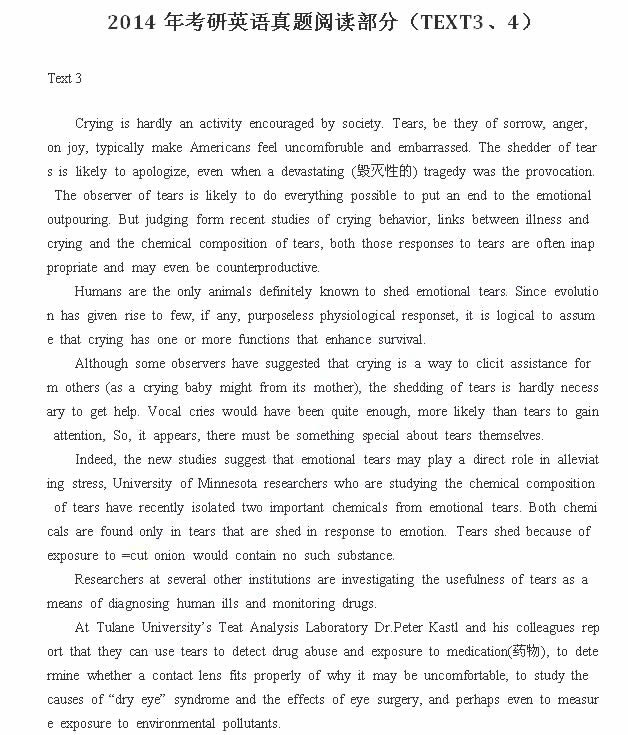 2014 年考研英语真题阅读部分（TEXT3、4）
Text 3
Crying is hardly an activity encouraged by society. Tears, be they of sorrow, anger,
on joy, typically make Americans feel uncomforuble and embarrassed. The shedder of tear
s is likely to apologize, even when a devastating (毁灭性的) tragedy was the provocation.
The observer of tears is likely to do everything possible to put an end to the emotional
outpouring. But judging form recent studies of crying behavior, links between illness and
crying and the chemical composition of tears, both those responses to tears are often inap
propriate and may even be counterproductive.
Humans are the only animals definitely known to shed emotional tears. Since evolutio
n has given rise to few, if any, purposeless physiological responset, it is logical to assum
e that crying has one or more functions that enhance survival.
Although some observers have suggested that crying is a way to clicit assistance for
m others (as a crying baby might from its mother), the shedding of tears is hardly necess
ary to get help. Vocal cries would have been quite enough, more likely than tears to gain
attention, So, it appears, there must be something special about tears themselves.
Indeed, the new studies suggest that emotional tears may play a direct role in alleviat
ing stress, University of Minnesota researchers who are studying the chemical composition
of tears have recently isolated two important chemicals from emotional tears. Both chemi
cals are found only in tears that are shed in response to emotion. Tears shed because of
exposure to =cut onion would contain no such substance.
Researchers at several other institutions are investigating the usefulness of tears as a
means of diagnosing human ills and monitoring drugs.
At Tulane University’s Teat Analysis Laboratory Dr.Peter Kastl and his colleagues rep
ort that they can use tears to detect drug abuse and exposure to medication(药物), to dete
rmine whether a contact lens fits properly of why it may be uncomfortable, to study the
causes of “dry eye” syndrome and the effects of eye surgery, and perhaps even to measur
e exposure to environmental pollutants.